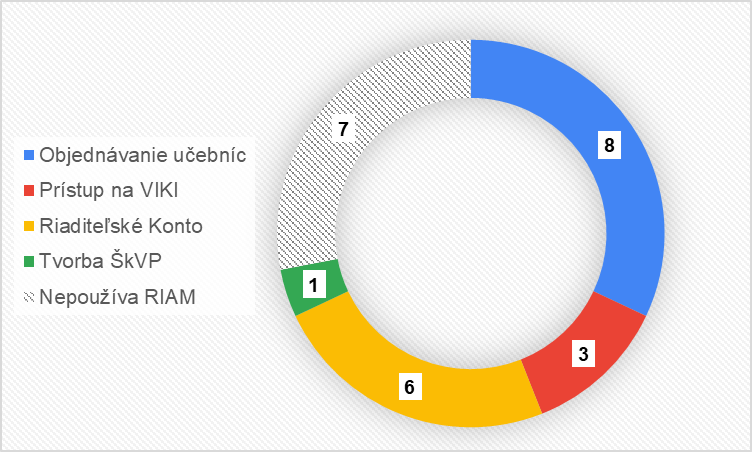 Objednávanie učebníc
Prístup na VIKI
Riaditeľské Konto
Tvorba ŠkVP
Nepoužíva RIAM
7
8
1
3
6